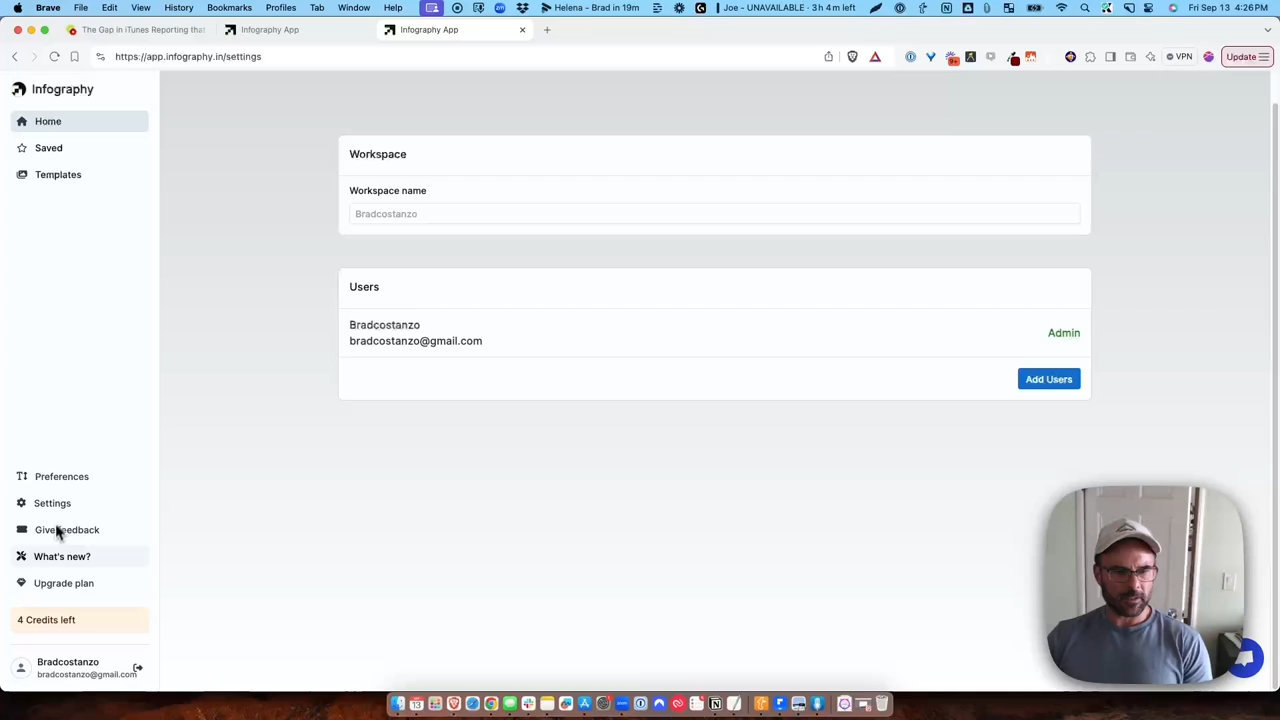 Brave File Edit View History Bookmarks Profiles Tab Window Help Helena - Brad in 19m Joe - UNAVAILABLE · 3h 4m left Fri Sep 13 4:26 PM
The Gap in iTunes Reporting that
Infography App
Infography App
https://app.infography.in/settings
9+
VPN
Update
Infography
Home
Saved
Templates
Workspace
Workspace name
Bradcostanzo
Users
Bradcostanzo
bradcostanzo@gmail.com
Admin
Add Users
Preferences
Settings
Give feedback
What's new?
Upgrade plan
4 Credits left
Bradcostanzo
bradcostanzo@gmail.com